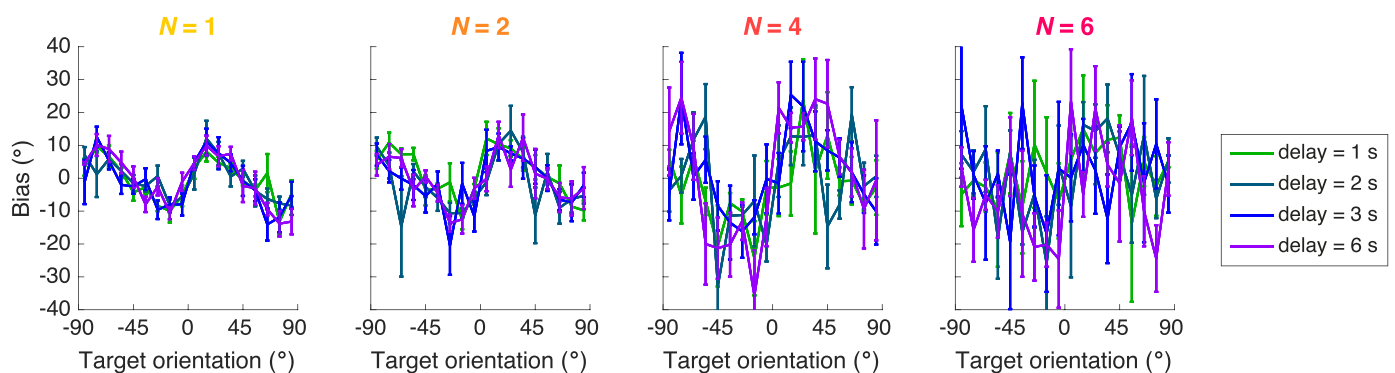 N = 1
N = 2
N = 4
N = 6
40
30
20
10
0
-10
-20
-30
-40
Bias (°)
-90 -45 0 45 90
-90 -45 0 45 90
-90 -45 0 45 90
-90 -45 0 45 90
Target orientation (°)
Target orientation (°)
Target orientation (°)
Target orientation (°)
delay = 1 s
delay = 2 s
delay = 3 s
delay = 6 s